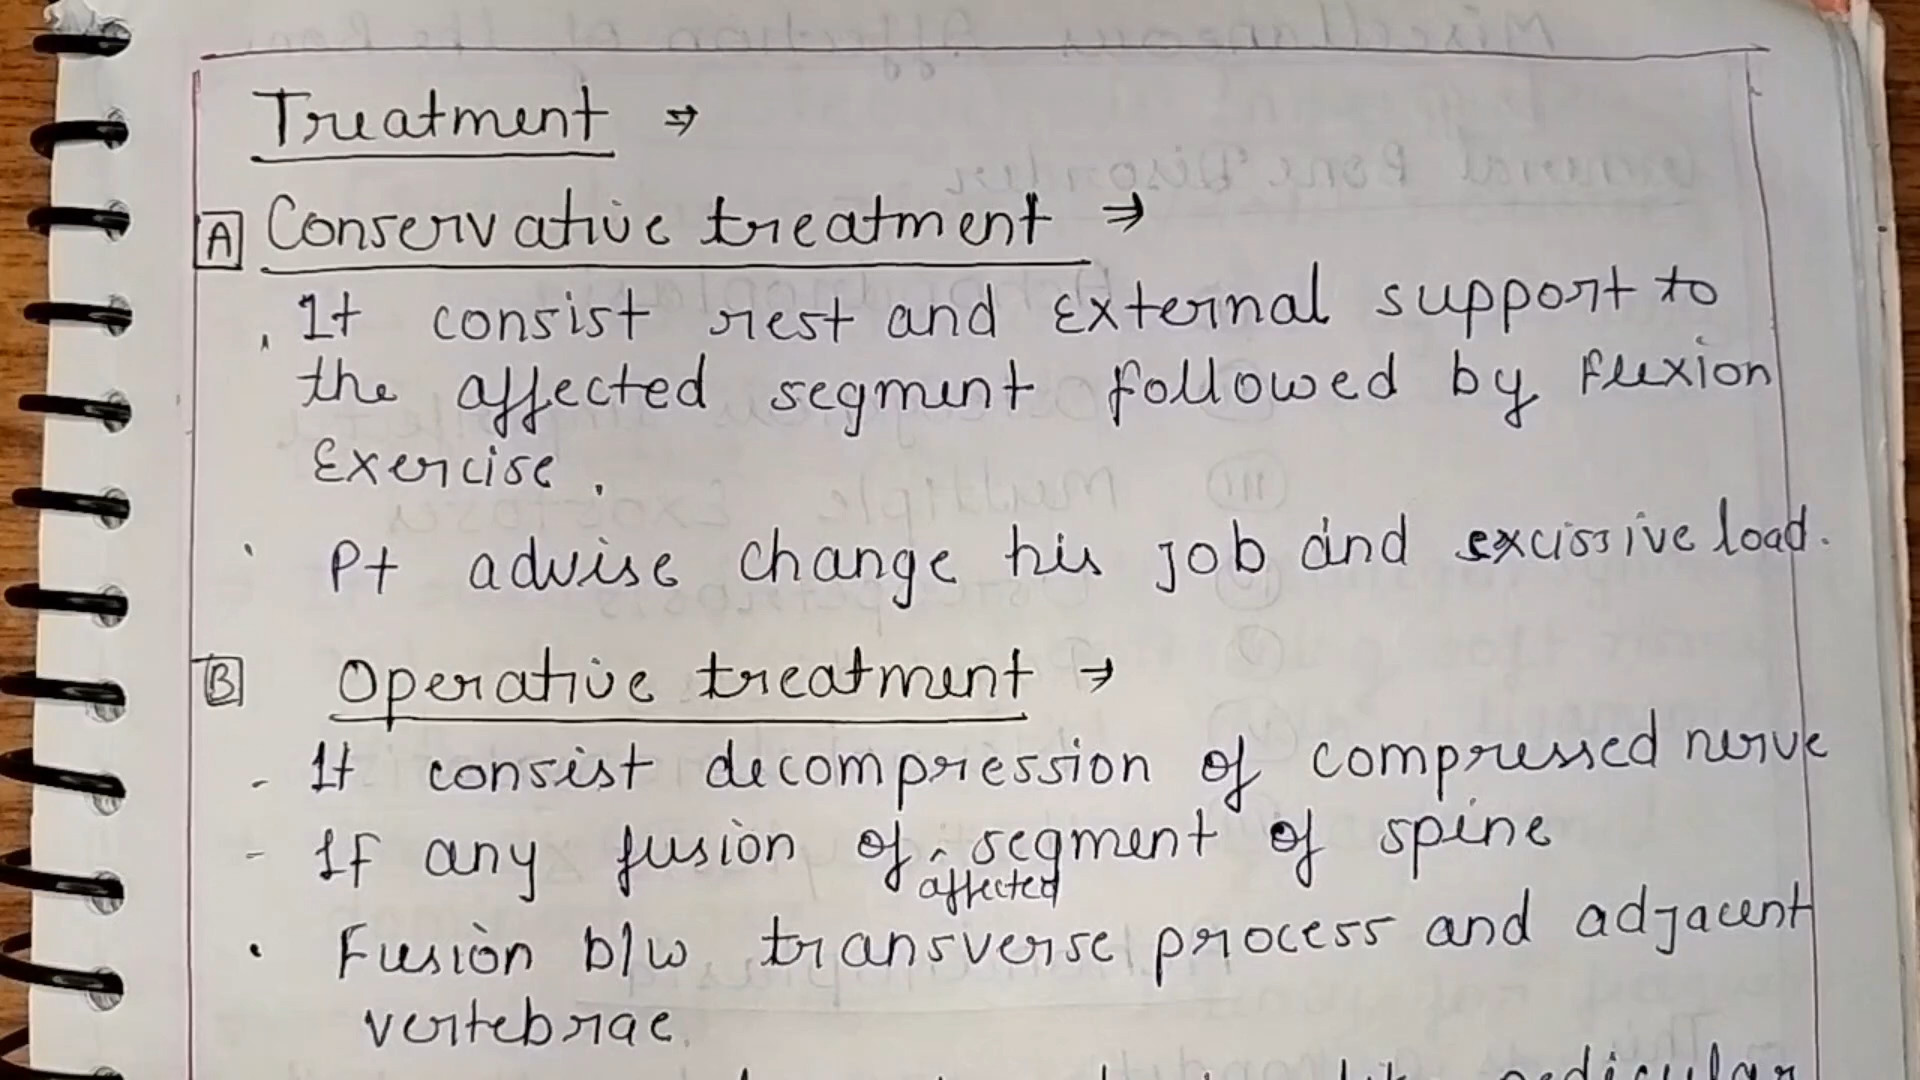 Treatment ⇒
A Conservative treatment ⇒
. It consist rest and External support to
the affected segment followed by Flexion
Exercise.
. Pt advise change his job and excissive load.
B Operative treatment →
- It consist decompression of compressed nerve
- If any fusion of ^ segment of spine
affected
• Fusion b/w transverse process and adjacent
vertebrae.
pedicular